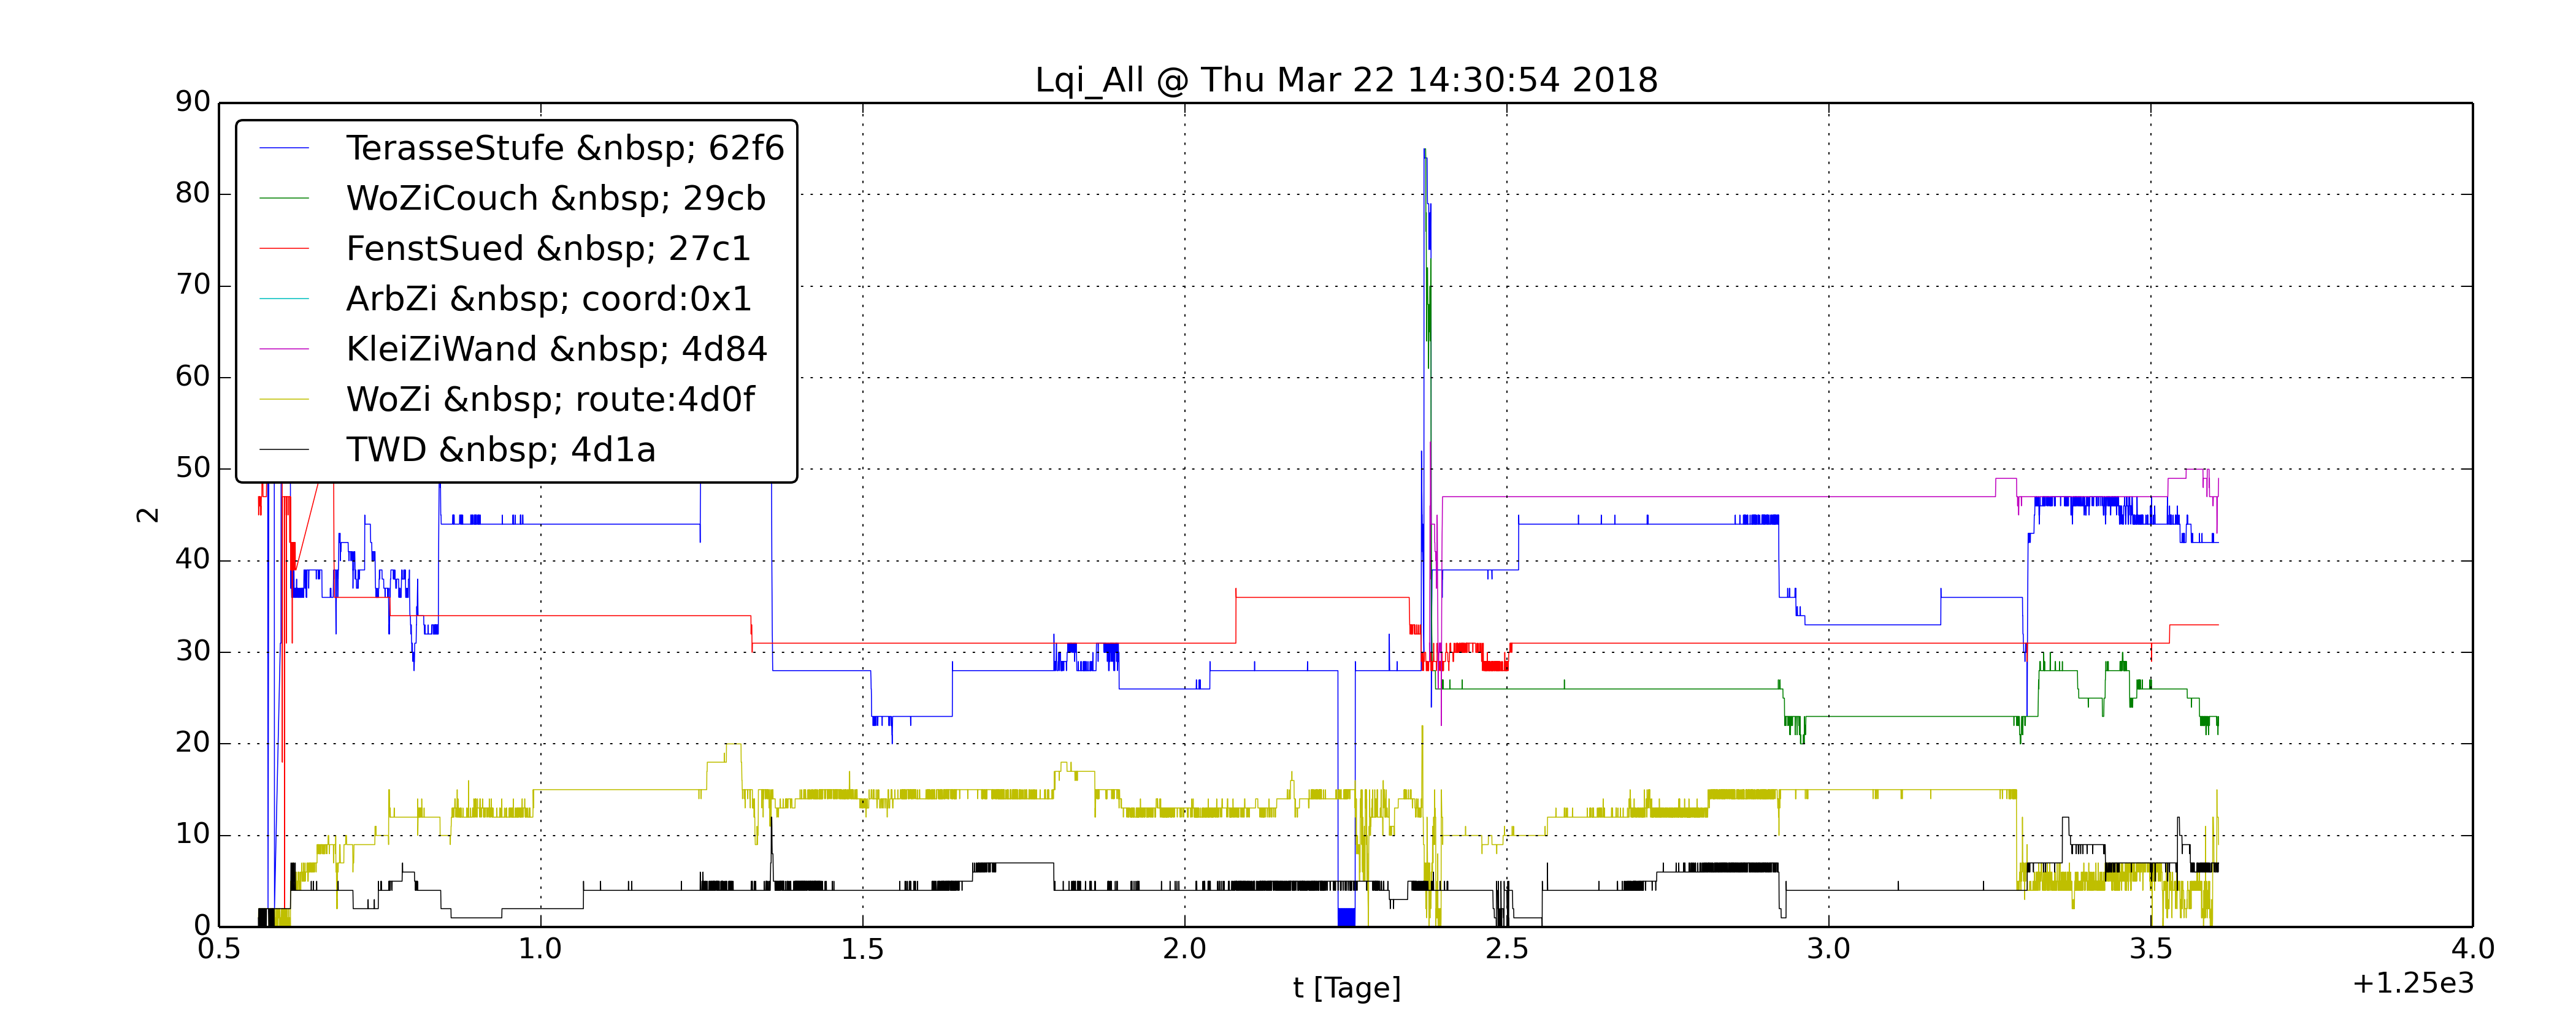 Lqi_All @ Thu Mar 22 14:30:54 2018
90
80
70
60
50
40
30
20
10
0
2
TerasseStufe &nbsp; 62f6
WoZiCouch &nbsp; 29cb
FenstSued &nbsp; 27c1
ArbZi &nbsp; coord:0x1
KleiZiWand &nbsp; 4d84
WoZi &nbsp; route:4d0f
TWD &nbsp; 4d1a
0.5 1.0 1.5 2.0 2.5 3.0 3.5 4.0
t [Tage]
+1.25e3